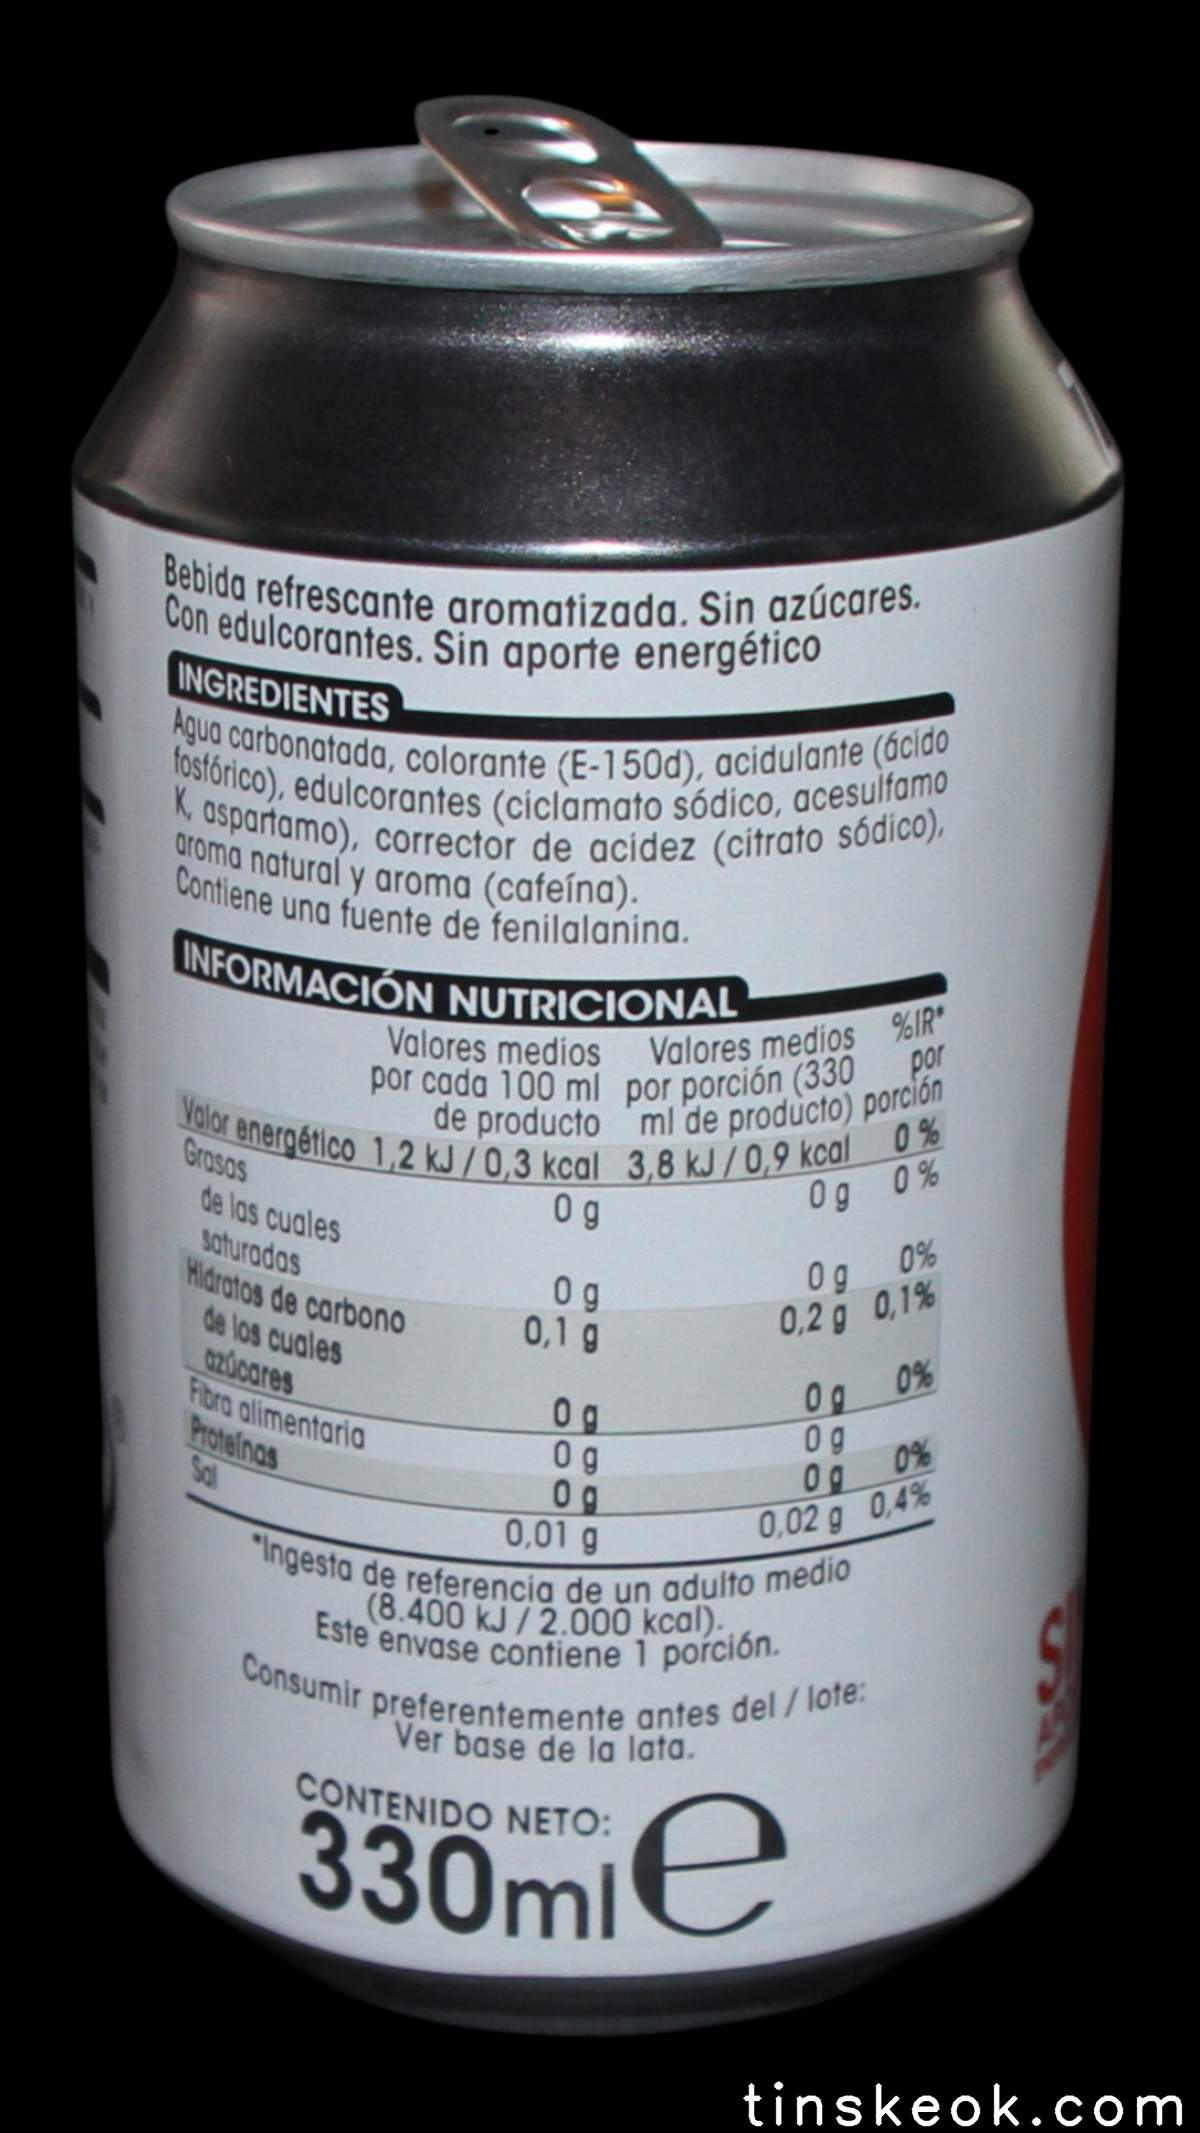 Bebida refrescante aromatizada. Sin azúcares.
Con edulcorantes. Sin aporte energético
INGREDIENTES
Agua carbonatada, colorante (E-150d), acidulante (ácido
fosfórico), edulcorantes (ciclamato sódico, acesulfamo
K, aspartamo), corrector de acidez (citrato sódico),
aroma natural y aroma (cafeína).
Contiene una fuente de fenilalanina.
INFORMACIÓN NUTRICIONAL
Valores medios Valores medios %IR*
por cada 100 ml por porción (330 por
de producto ml de producto) porción
Valor energético 1,2 kJ / 0,3 kcal 3,8 kJ / 0,9 kcal 0 %
Grasas 0 g 0 g 0 %
de las cuales
saturadas 0 g 0 g 0%
Hidratos de carbono 0,1 g 0,2 g 0,1%
de los cuales
azúcares 0 g 0 g 0%
Fibra alimentaria 0 g 0 g
Proteínas 0 g 0 g 0%
Sal 0,01 g 0,02 g 0,4%
*Ingesta de referencia de un adulto medio
(8.400 kJ / 2.000 kcal).
Este envase contiene 1 porción.
Consumir preferentemente antes del / lote:
Ver base de la lata.
CONTENIDO NETO:
330ml e
tinskeok.com